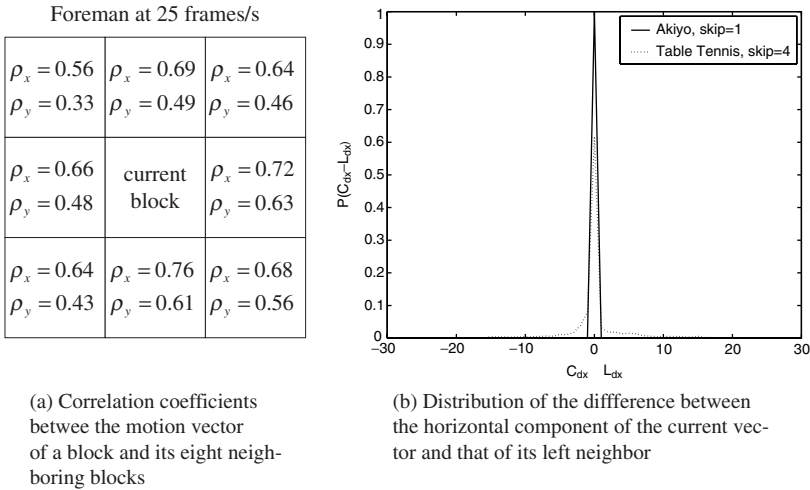 Foreman at 25 frames/s
ρx = 0.56 ρx = 0.69 ρx = 0.64
ρy = 0.33 ρy = 0.49 ρy = 0.46
ρx = 0.66 current block ρx = 0.72
ρy = 0.48 ρy = 0.63
ρx = 0.64 ρx = 0.76 ρx = 0.68
ρy = 0.43 ρy = 0.61 ρy = 0.56
(a) Correlation coefficients
betwee the motion vector
of a block and its eight neigh-
boring blocks
1
0.9
0.8
0.7
0.6
0.5
0.4
0.3
0.2
0.1
0
P(Cdx–Ldx)
Akiyo, skip=1
Table Tennis, skip=4
−30 −20 −10 0 10 20 30
Cdx Ldx
(b) Distribution of the diffference between
the horizontal component of the current vec-
tor and that of its left neighbor